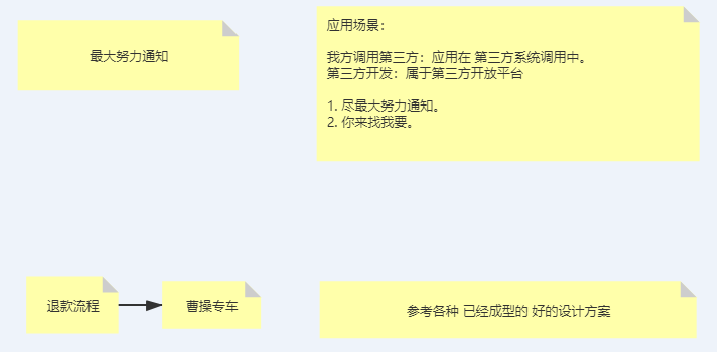 最大努力通知
应用场景：
我方调用第三方：应用在 第三方系统调用中。
第三方开发：属于第三方开放平台
1. 尽最大努力通知。
2. 你来找我要。
退款流程
曹操专车
参考各种 已经成型的 好的设计方案